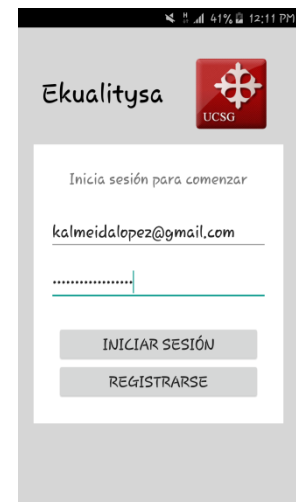 41% 12:11 PM
Ekualitysa
UCSG
Inicia sesión para comenzar
kalmeidalopez@gmail.com
••••••••••••••••••
INICIAR SESIÓN
REGISTRARSE